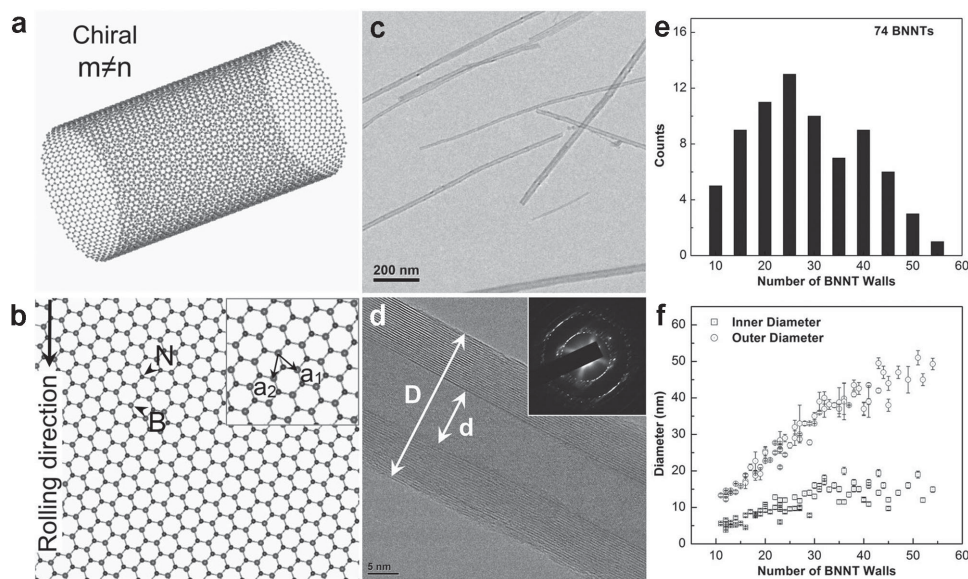 a
Chiral
m≠n
b
Rolling direction
N
B
a1
a2
c
200 nm
d
D
d
5 nm
e
74 BNNTs
Counts
16
12
8
4
0
10 20 30 40 50 60
Number of BNNT Walls
f
Inner Diameter
Outer Diameter
Diameter (nm)
60
50
40
30
20
10
0
0 10 20 30 40 50 60
Number of BNNT Walls